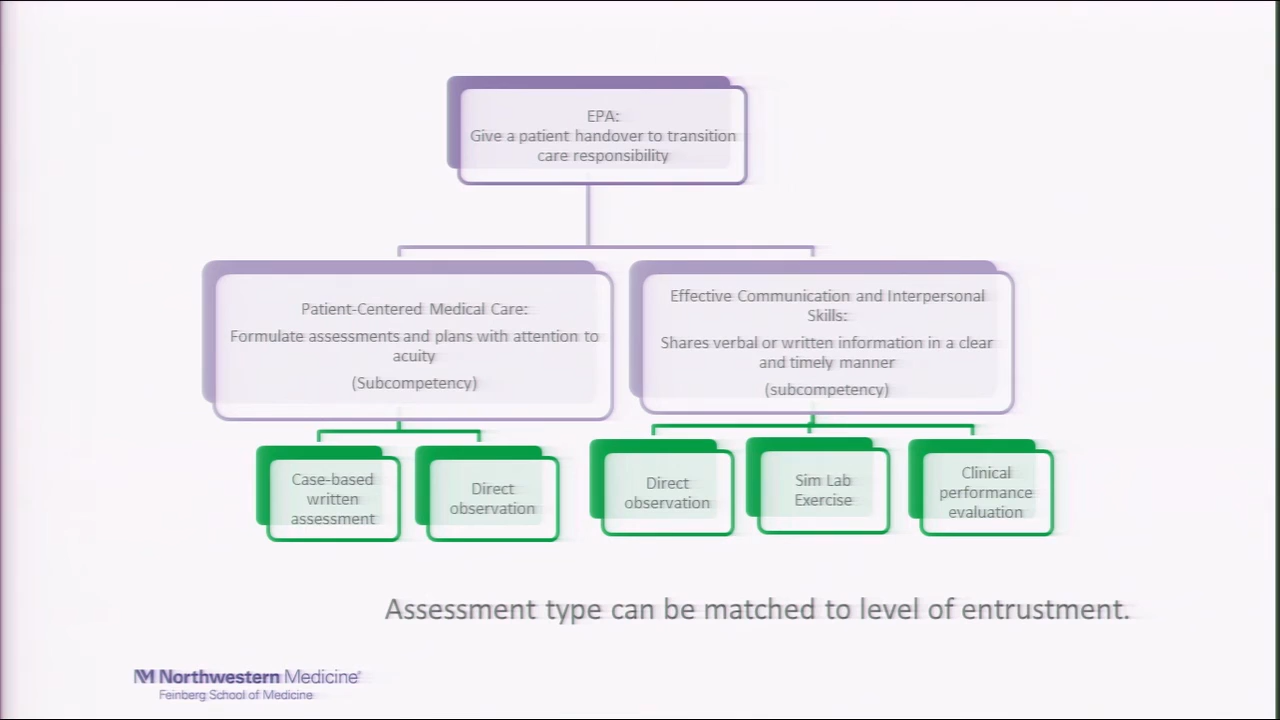 EPA:
Give a patient handover to transition
care responsibility
Patient-Centered Medical Care:
Formulate assessments and plans with attention to
acuity
(Subcompetency)
Effective Communication and Interpersonal
Skills:
Shares verbal or written information in a clear
and timely manner
(subcompetency)
Case-based
written
assessment
Direct
observation
Direct
observation
Sim Lab
Exercise
Clinical
performance
evaluation
Assessment type can be matched to level of entrustment.
NM Northwestern Medicine®
Feinberg School of Medicine